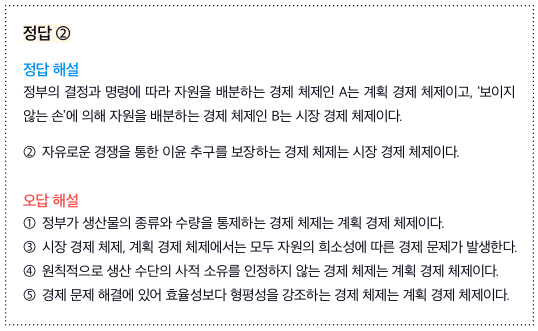 정답 ②
정답 해설
정부의 결정과 명령에 따라 자원을 배분하는 경제 체제인 A는 계획 경제 체제이고, '보이지
않는 손'에 의해 자원을 배분하는 경제 체제인 B는 시장 경제 체제이다.
② 자유로운 경쟁을 통한 이윤 추구를 보장하는 경제 체제는 시장 경제 체제이다.
오답 해설
① 정부가 생산물의 종류와 수량을 통제하는 경제 체제는 계획 경제 체제이다.
③ 시장 경제 체제, 계획 경제 체제에서는 모두 자원의 희소성에 따른 경제 문제가 발생한다.
④ 원칙적으로 생산 수단의 사적 소유를 인정하지 않는 경제 체제는 계획 경제 체제이다.
⑤ 경제 문제 해결에 있어 효율성보다 형평성을 강조하는 경제 체제는 계획 경제 체제이다.